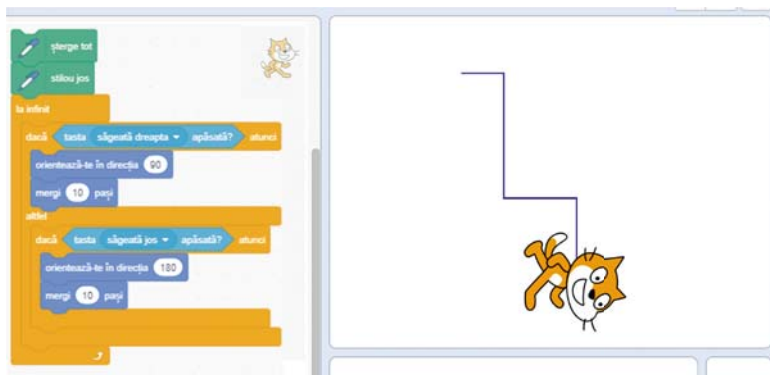 șterge tot
stilou jos
la infinit
dacă tasta săgeată dreapta apăsată? atunci
orientează-te în direcția 90
mergi 10 pași
altfel
dacă tasta săgeată jos apăsată? atunci
orientează-te în direcția 180
mergi 10 pași